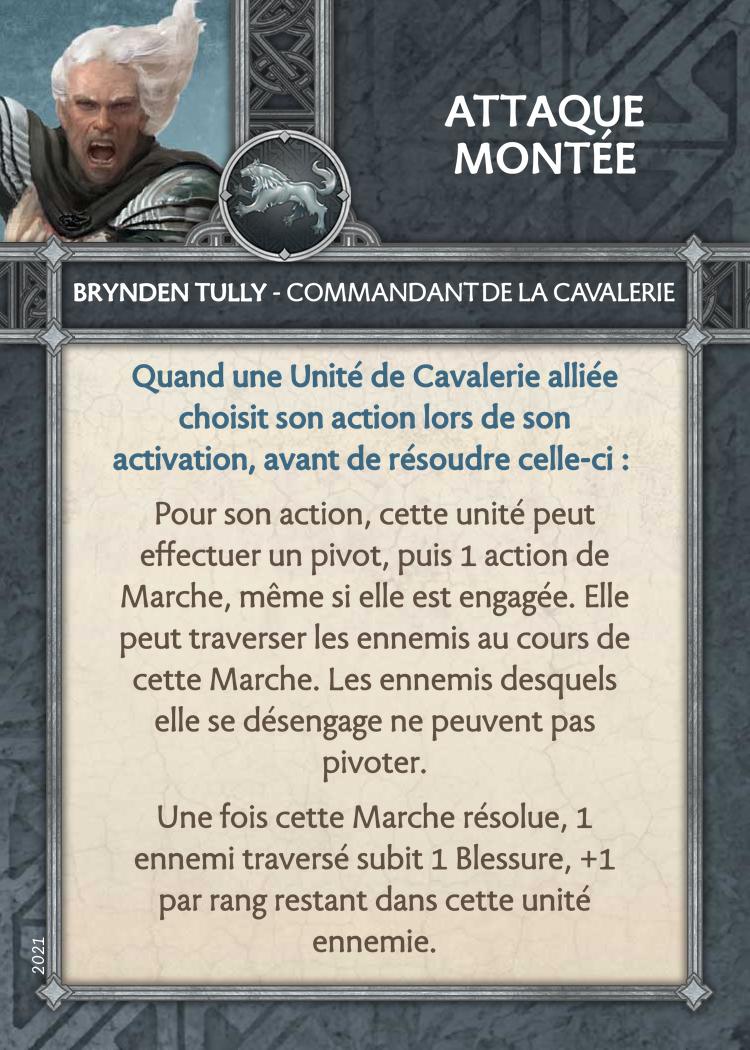 ATTAQUE
MONTÉE
BRYNDEN TULLY - COMMANDANT DE LA CAVALERIE
Quand une Unité de Cavalerie alliée
choisit son action lors de son
activation, avant de résoudre celle-ci :
Pour son action, cette unité peut
effectuer un pivot, puis 1 action de
Marche, même si elle est engagée. Elle
peut traverser les ennemis au cours de
cette Marche. Les ennemis desquels
elle se désengage ne peuvent pas
pivoter.
Une fois cette Marche résolue, 1
ennemi traversé subit 1 Blessure, +1
par rang restant dans cette unité
ennemie.
2021